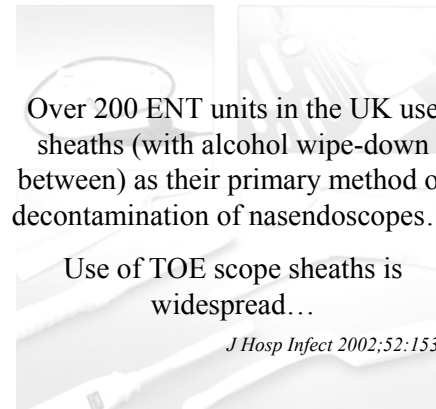 Over 200 ENT units in the UK use
sheaths (with alcohol wipe-down
between) as their primary method o
decontamination of nasendoscopes…
Use of TOE scope sheaths is
widespread…
J Hosp Infect 2002;52:153